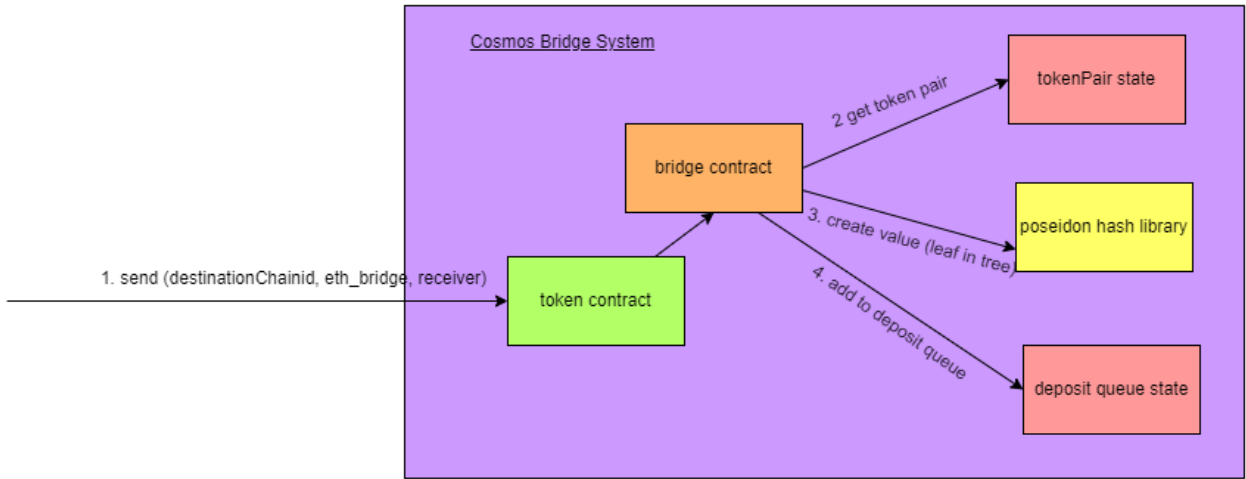 Cosmos Bridge System
tokenPair state
2 get token pair
bridge contract
poseidon hash library
3. create value (leaf in tree)
1. send (destinationChainid, eth_bridge, receiver)
token contract
4. add to deposit queue
deposit queue state